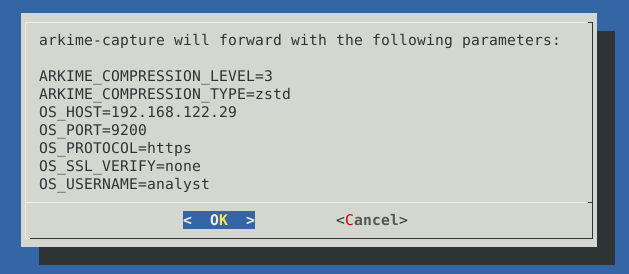 arkime-capture will forward with the following parameters:
ARKIME_COMPRESSION_LEVEL=3
ARKIME_COMPRESSION_TYPE=zstd
OS_HOST=192.168.122.29
OS_PORT=9200
OS_PROTOCOL=https
OS_SSL_VERIFY=none
OS_USERNAME=analyst
<  OK  > <Cancel>